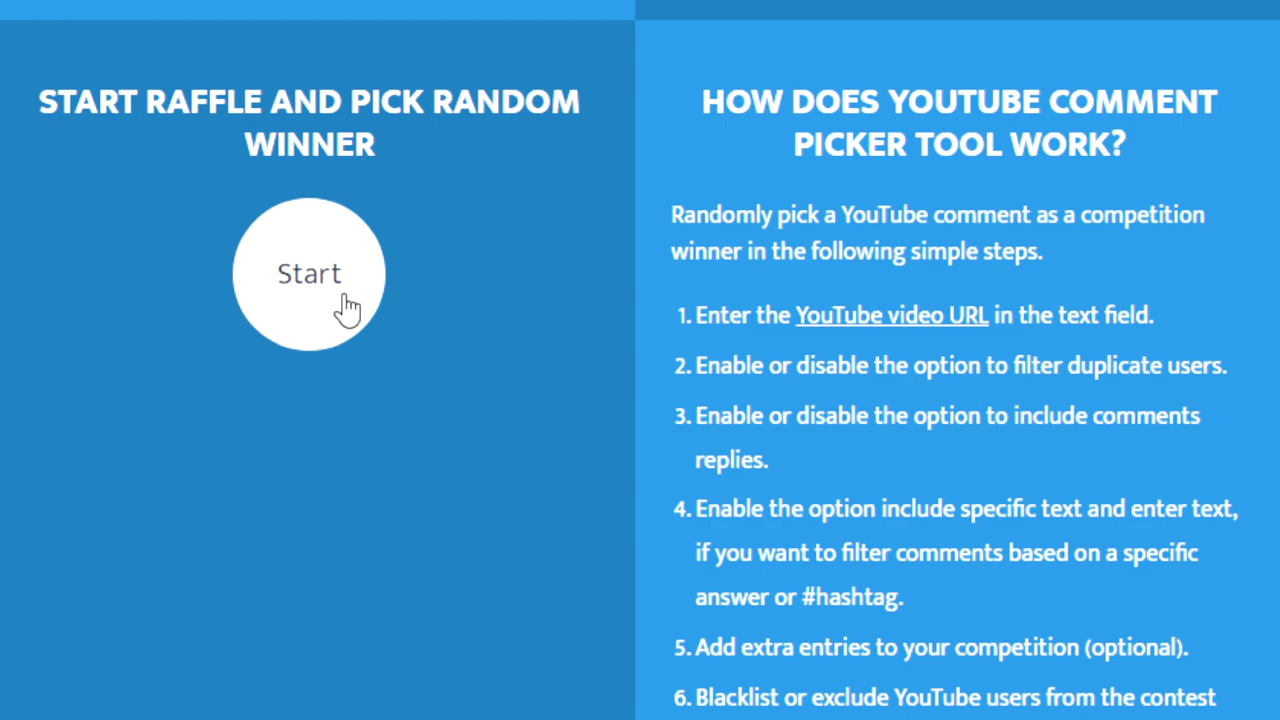 START RAFFLE AND PICK RANDOM
WINNER
Start
HOW DOES YOUTUBE COMMENT
PICKER TOOL WORK?
Randomly pick a YouTube comment as a competition
winner in the following simple steps.
1. Enter the YouTube video URL in the text field.
2. Enable or disable the option to filter duplicate users.
3. Enable or disable the option to include comments
replies.
4. Enable the option include specific text and enter text,
if you want to filter comments based on a specific
answer or #hashtag.
5. Add extra entries to your competition (optional).
6. Blacklist or exclude YouTube users from the contest